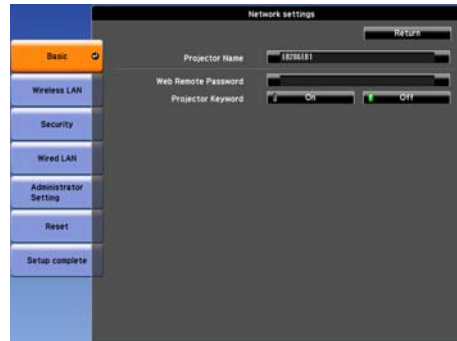 Network settings
Return
Basic
Projector Name
Web Remote Password
Wireless LAN
Projector Keyword
On
Off
Security
Wired LAN
Administrator
Setting
Reset
Setup complete